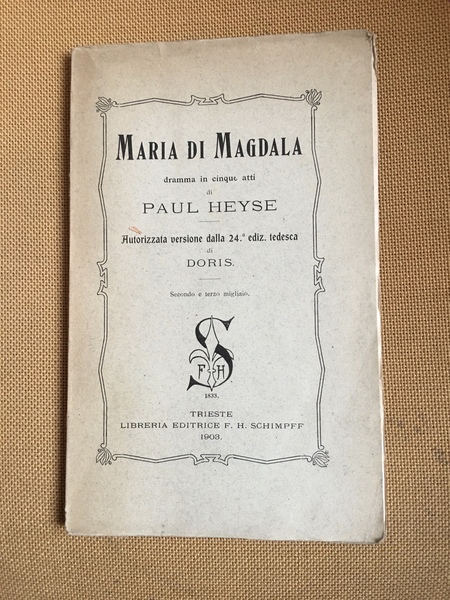 MARIA DI MAGDALA
dramma in cinque atti
di
PAUL HEYSE
Autorizzata versione dalla 24.ª ediz. tedesca
di
DORIS.
Secondo e terzo migliaio.
F S H
1833.
TRIESTE
LIBRERIA EDITRICE F. H. SCHIMPFF
1903.